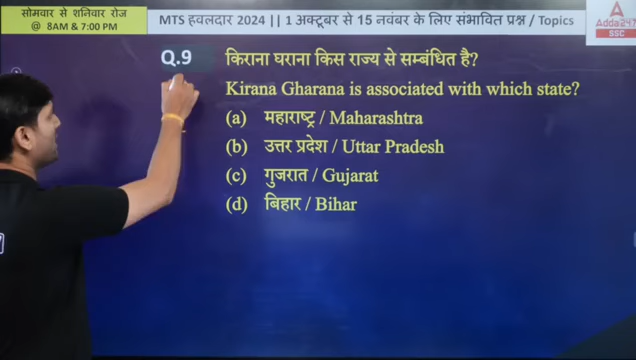 सोमवार से शनिवार रोज
@ 8AM & 7:00 PM
MTS हवलदार 2024 || 1 अक्टूबर से 15 नवंबर के लिए संभावित प्रश्न / Topics
Adda247
SSC
Q.9
किराना घराना किस राज्य से सम्बंधित है?
Kirana Gharana is associated with which state?
(a) महाराष्ट्र / Maharashtra
(b) उत्तर प्रदेश / Uttar Pradesh
(c) गुजरात / Gujarat
(d) बिहार / Bihar